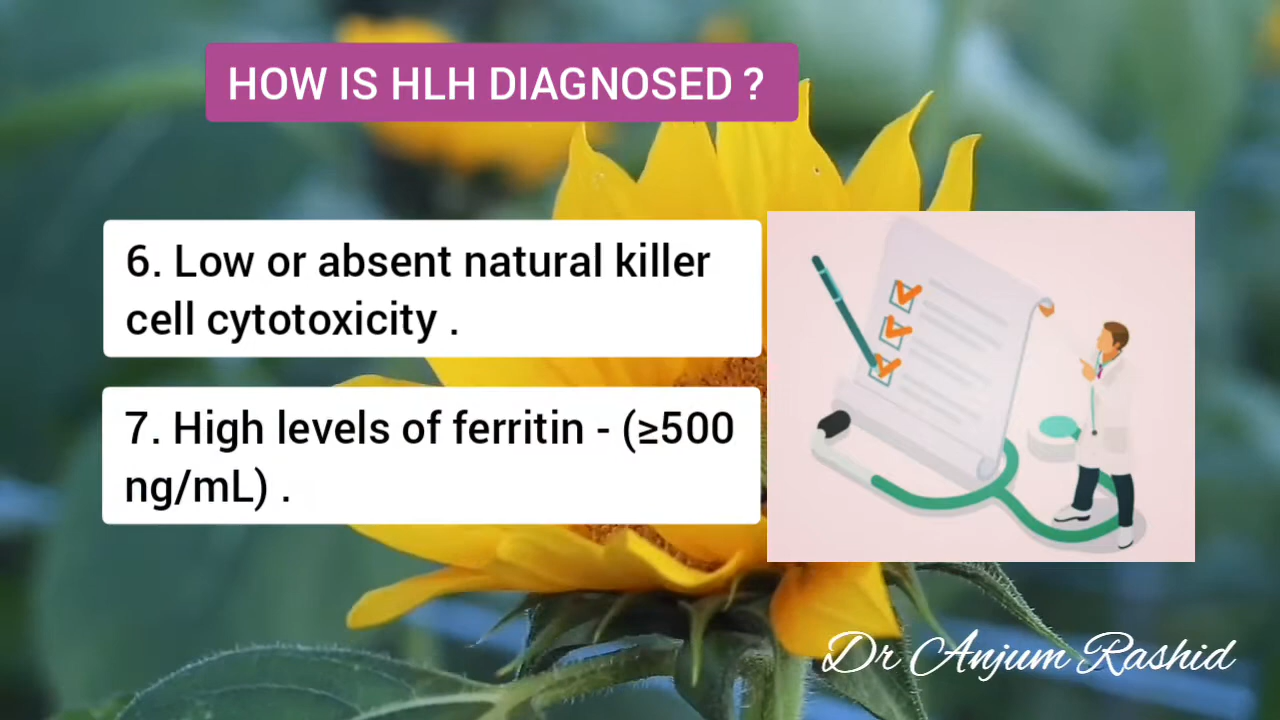 HOW IS HLH DIAGNOSED ?
6. Low or absent natural killer
cell cytotoxicity .
7. High levels of ferritin - (≥500
ng/mL) .
Dr Anjum Rashid